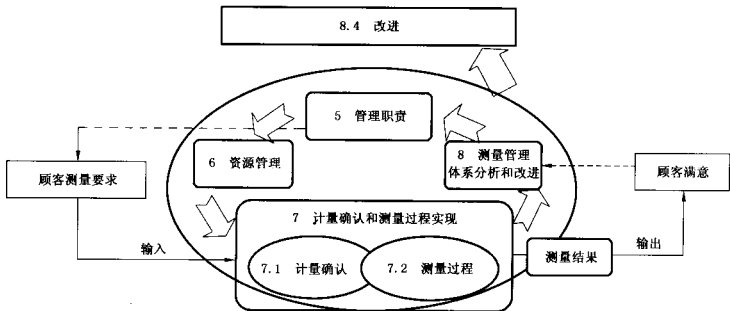 8.4 改进
5 管理职责
6 资源管理
8 测量管理
体系分析和改进
顾客测量要求
顾客满意
7 计量确认和测量过程实现
输入
7.1 计量确认
7.2 测量过程
测量结果
输出